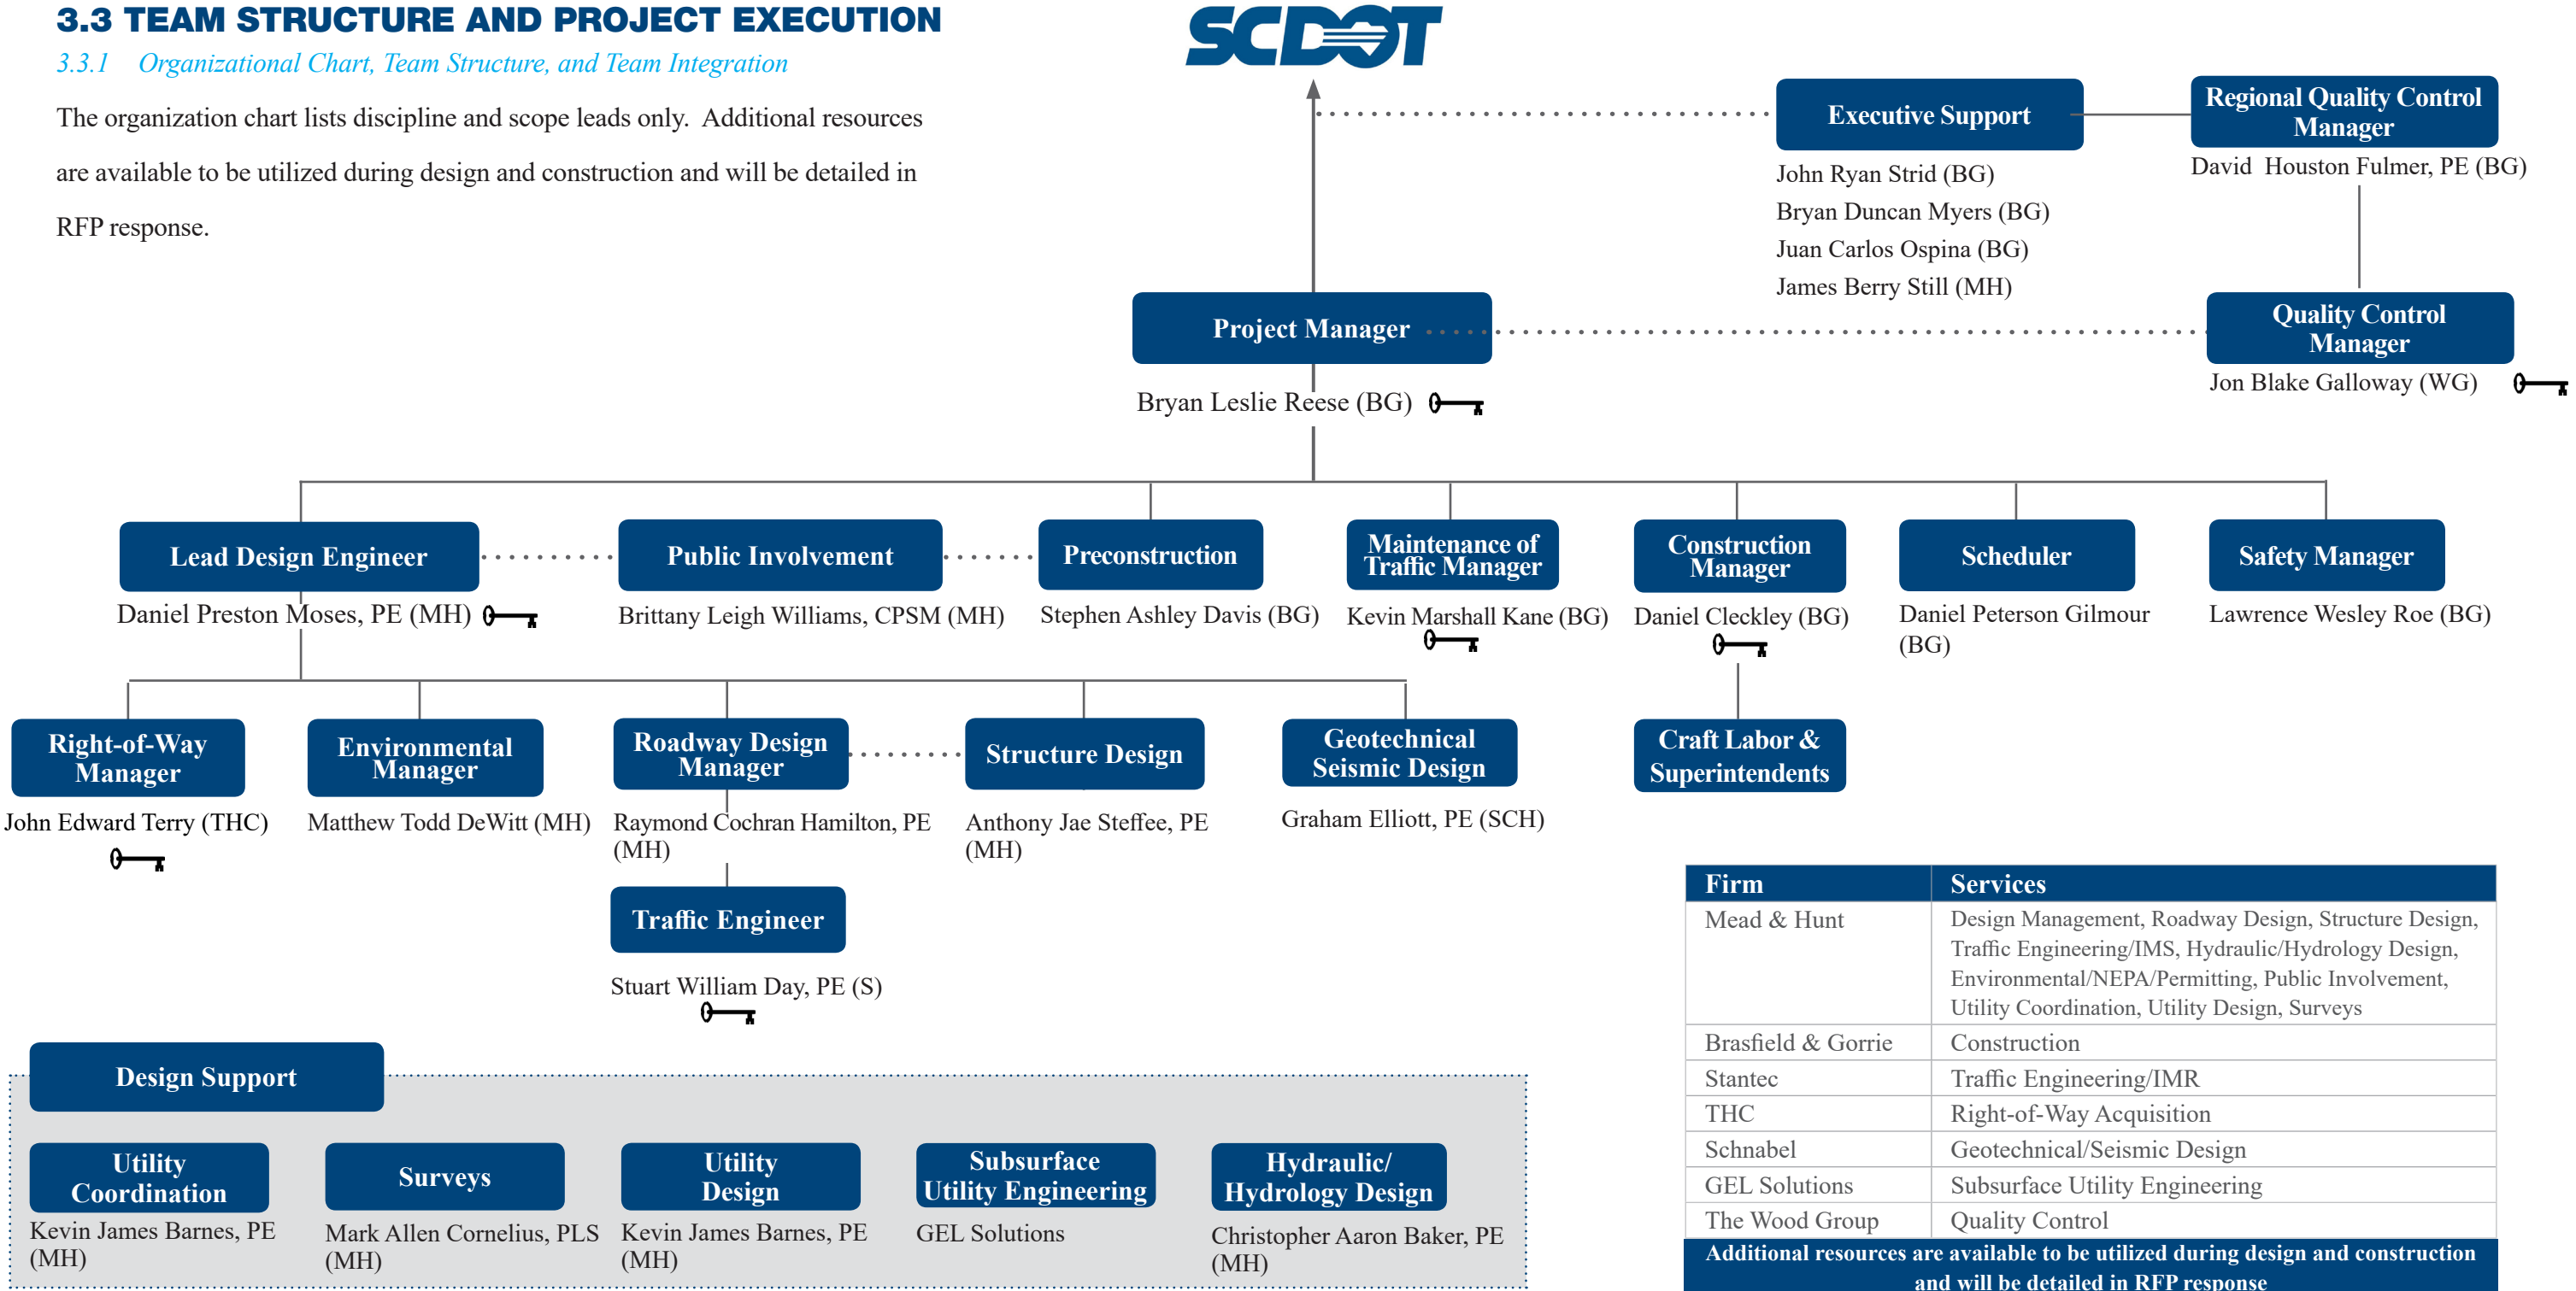 3.3 TEAM STRUCTURE AND PROJECT EXECUTION
3.3.1 Organizational Chart, Team Structure, and Team Integration
The organization chart lists discipline and scope leads only. Additional resources
are available to be utilized during design and construction and will be detailed in
RFP response.
SCDOT
Executive Support
John Ryan Strid (BG)
Bryan Duncan Myers (BG)
Juan Carlos Ospina (BG)
James Berry Still (MH)
Regional Quality Control
Manager
David Houston Fulmer, PE (BG)
Project Manager
Bryan Leslie Reese (BG)
Quality Control
Manager
Jon Blake Galloway (WG)
Lead Design Engineer
Daniel Preston Moses, PE (MH)
Public Involvement
Brittany Leigh Williams, CPSM (MH)
Preconstruction
Stephen Ashley Davis (BG)
Maintenance of
Traffic Manager
Kevin Marshall Kane (BG)
Construction
Manager
Daniel Cleckley (BG)
Scheduler
Daniel Peterson Gilmour
(BG)
Safety Manager
Lawrence Wesley Roe (BG)
Right-of-Way
Manager
John Edward Terry (THC)
Environmental
Manager
Matthew Todd DeWitt (MH)
Roadway Design
Manager
Raymond Cochran Hamilton, PE
(MH)
Structure Design
Anthony Jae Steffee, PE
(MH)
Geotechnical
Seismic Design
Graham Elliott, PE (SCH)
Craft Labor &
Superintendents
Traffic Engineer
Stuart William Day, PE (S)
Design Support
Utility
Coordination
Kevin James Barnes, PE
(MH)
Surveys
Mark Allen Cornelius, PLS
(MH)
Utility
Design
Kevin James Barnes, PE
(MH)
Subsurface
Utility Engineering
GEL Solutions
Hydraulic/
Hydrology Design
Christopher Aaron Baker, PE
(MH)
Firm Services
Mead & Hunt Design Management, Roadway Design, Structure Design,
Traffic Engineering/IMS, Hydraulic/Hydrology Design,
Environmental/NEPA/Permitting, Public Involvement,
Utility Coordination, Utility Design, Surveys
Brasfield & Gorrie Construction
Stantec Traffic Engineering/IMR
THC Right-of-Way Acquisition
Schnabel Geotechnical/Seismic Design
GEL Solutions Subsurface Utility Engineering
The Wood Group Quality Control
Additional resources are available to be utilized during design and construction
and will be detailed in RFP response